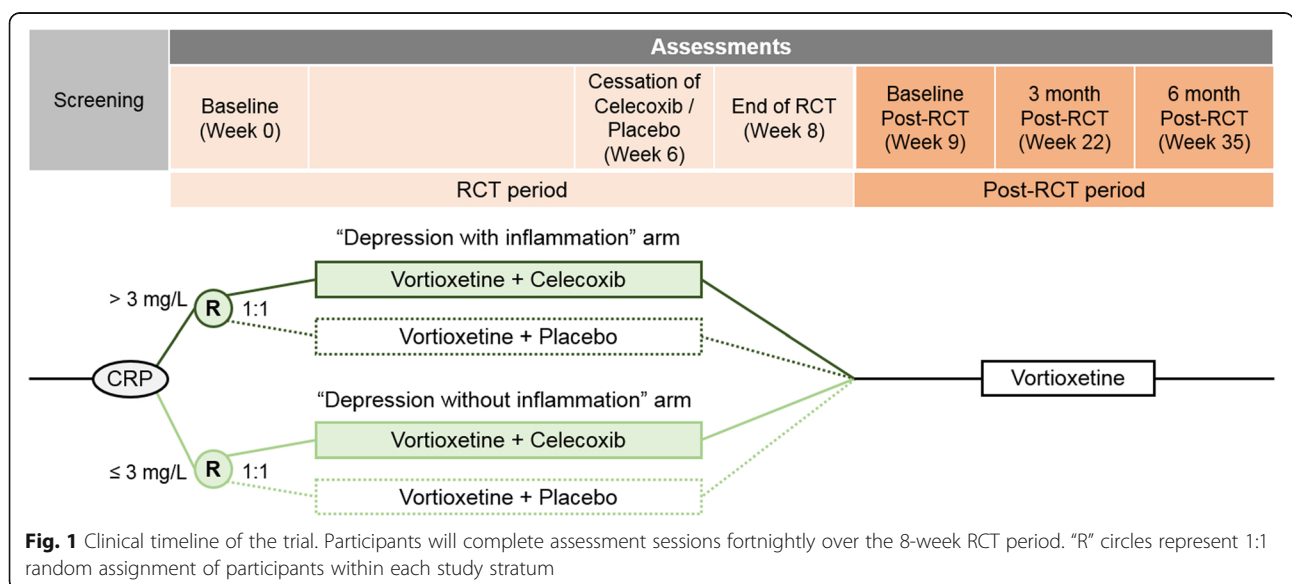 Assessments
Screening
Baseline
(Week 0)
Cessation of
Celecoxib /
Placebo
(Week 6)
End of RCT
(Week 8)
Baseline
Post-RCT
(Week 9)
3 month
Post-RCT
(Week 22)
6 month
Post-RCT
(Week 35)
RCT period
Post-RCT period
“Depression with inflammation” arm
> 3 mg/L
R
1:1
Vortioxetine + Celecoxib
Vortioxetine + Placebo
CRP
Vortioxetine
“Depression without inflammation” arm
≤ 3 mg/L
R
1:1
Vortioxetine + Celecoxib
Vortioxetine + Placebo
Fig. 1 Clinical timeline of the trial. Participants will complete assessment sessions fortnightly over the 8-week RCT period. “R” circles represent 1:1
random assignment of participants within each study stratum